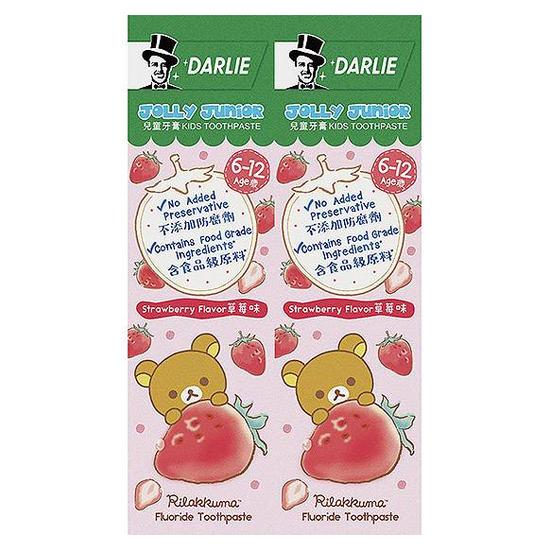 DARLIE
JOLLY JUNIOR
兒童牙膏 KIDS TOOTHPASTE
6-12
Age歲
No Added
Preservative
不添加防腐劑
Contains Food Grade
Ingredients*
含食品級原料*
Strawberry Flavor草莓味
Rilakkuma™
Fluoride Toothpaste
DARLIE
JOLLY JUNIOR
兒童牙膏 KIDS TOOTHPASTE
6-12
Age歲
No Added
Preservative
不添加防腐劑
Contains Food Grade
Ingredients*
含食品級原料*
Strawberry Flavor草莓味
Rilakkuma™
Fluoride Toothpaste